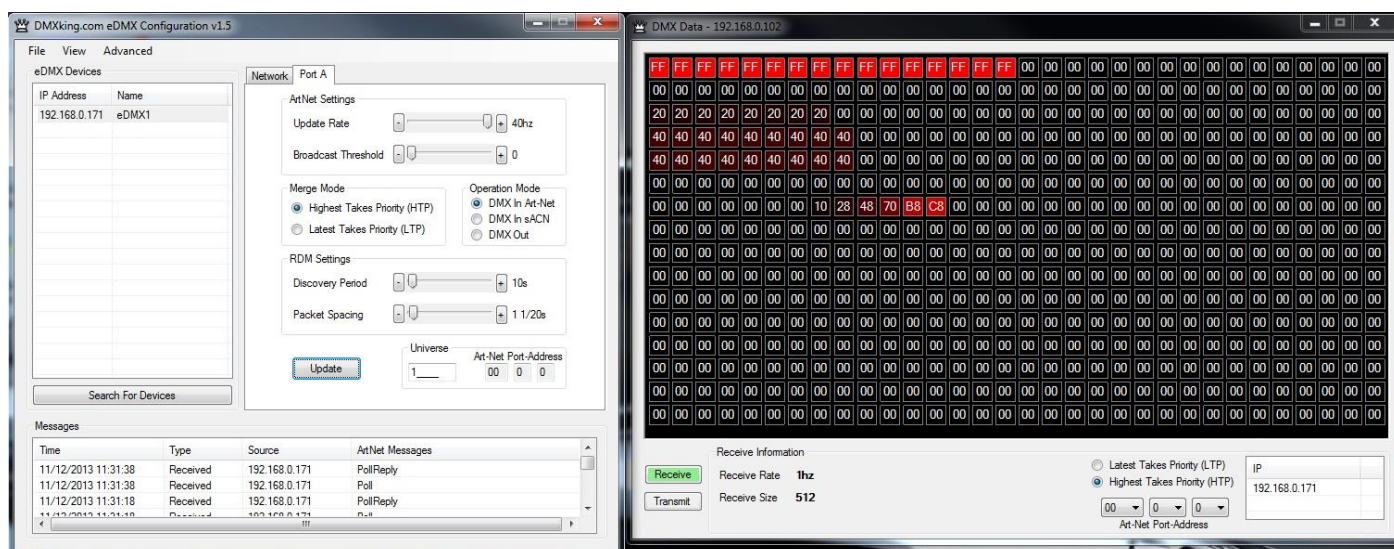 DMXking.com eDMX Configuration v1.5
File View Advanced
eDMX Devices
IP Address Name
192.168.0.171 eDMX1
Search For Devices
Network Port A
ArtNet Settings
Update Rate - + 40hz
Broadcast Threshold - + 0
Merge Mode
Highest Takes Priority (HTP)
Latest Takes Priority (LTP)
Operation Mode
DMX In Art-Net
DMX In sACN
DMX Out
RDM Settings
Discovery Period - + 10s
Packet Spacing - + 1 1/20s
Update
Universe
1____
Art-Net Port-Address
00 0 0
Messages
Time Type Source ArtNet Messages
11/12/2013 11:31:38 Received 192.168.0.171 PollReply
11/12/2013 11:31:38 Received 192.168.0.171 Poll
11/12/2013 11:31:18 Received 192.168.0.171 PollReply
11/12/2013 11:31:18 Received 192.168.0.171 Poll
DMX Data - 192.168.0.102
FF FF FF FF FF FF FF FF FF FF FF FF FF FF FF FF 00 00 00 00 00 00 00 00 00 00 00 00 00 00 00 00
00 00 00 00 00 00 00 00 00 00 00 00 00 00 00 00 00 00 00 00 00 00 00 00 00 00 00 00 00 00 00 00
20 20 20 20 20 20 20 20 00 00 00 00 00 00 00 00 00 00 00 00 00 00 00 00 00 00 00 00 00 00 00 00
40 40 40 40 40 40 40 40 40 00 00 00 00 00 00 00 00 00 00 00 00 00 00 00 00 00 00 00 00 00 00 00
40 40 40 40 40 40 40 40 40 00 00 00 00 00 00 00 00 00 00 00 00 00 00 00 00 00 00 00 00 00 00 00
00 00 00 00 00 00 00 00 00 00 00 00 00 00 00 00 00 00 00 00 00 00 00 00 00 00 00 00 00 00 00 00
00 00 00 00 00 00 00 10 28 48 70 B8 C8 00 00 00 00 00 00 00 00 00 00 00 00 00 00 00 00 00 00 00
00 00 00 00 00 00 00 00 00 00 00 00 00 00 00 00 00 00 00 00 00 00 00 00 00 00 00 00 00 00 00 00
00 00 00 00 00 00 00 00 00 00 00 00 00 00 00 00 00 00 00 00 00 00 00 00 00 00 00 00 00 00 00 00
00 00 00 00 00 00 00 00 00 00 00 00 00 00 00 00 00 00 00 00 00 00 00 00 00 00 00 00 00 00 00 00
00 00 00 00 00 00 00 00 00 00 00 00 00 00 00 00 00 00 00 00 00 00 00 00 00 00 00 00 00 00 00 00
00 00 00 00 00 00 00 00 00 00 00 00 00 00 00 00 00 00 00 00 00 00 00 00 00 00 00 00 00 00 00 00
00 00 00 00 00 00 00 00 00 00 00 00 00 00 00 00 00 00 00 00 00 00 00 00 00 00 00 00 00 00 00 00
00 00 00 00 00 00 00 00 00 00 00 00 00 00 00 00 00 00 00 00 00 00 00 00 00 00 00 00 00 00 00 00
00 00 00 00 00 00 00 00 00 00 00 00 00 00 00 00 00 00 00 00 00 00 00 00 00 00 00 00 00 00 00 00
00 00 00 00 00 00 00 00 00 00 00 00 00 00 00 00 00 00 00 00 00 00 00 00 00 00 00 00 00 00 00 00
Receive
Transmit
Receive Information
Receive Rate 1hz
Receive Size 512
Latest Takes Priority (LTP)
Highest Takes Priority (HTP)
00 0 0
Art-Net Port-Address
IP
192.168.0.171